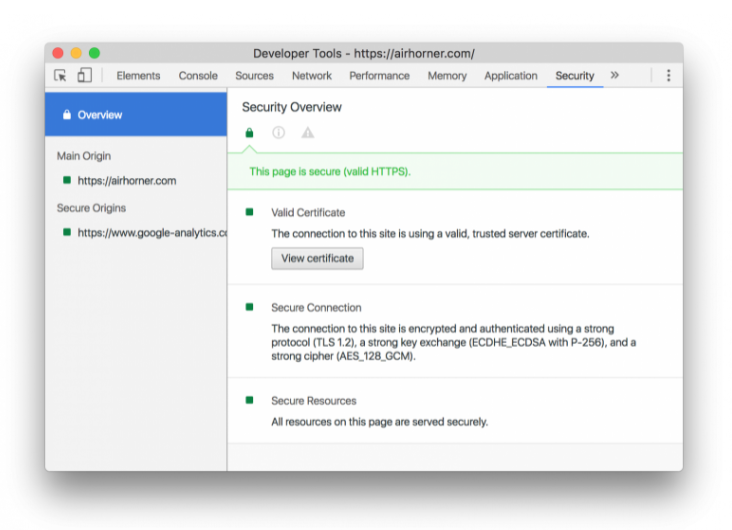 Developer Tools - https://airhorner.com/
Elements Console Sources Network Performance Memory Application Security »
Overview
Main Origin
https://airhorner.com
Secure Origins
https://www.google-analytics.co
Security Overview
This page is secure (valid HTTPS).
Valid Certificate
The connection to this site is using a valid, trusted server certificate.
View certificate
Secure Connection
The connection to this site is encrypted and authenticated using a strong
protocol (TLS 1.2), a strong key exchange (ECDHE_ECDSA with P-256), and a
strong cipher (AES_128_GCM).
Secure Resources
All resources on this page are served securely.